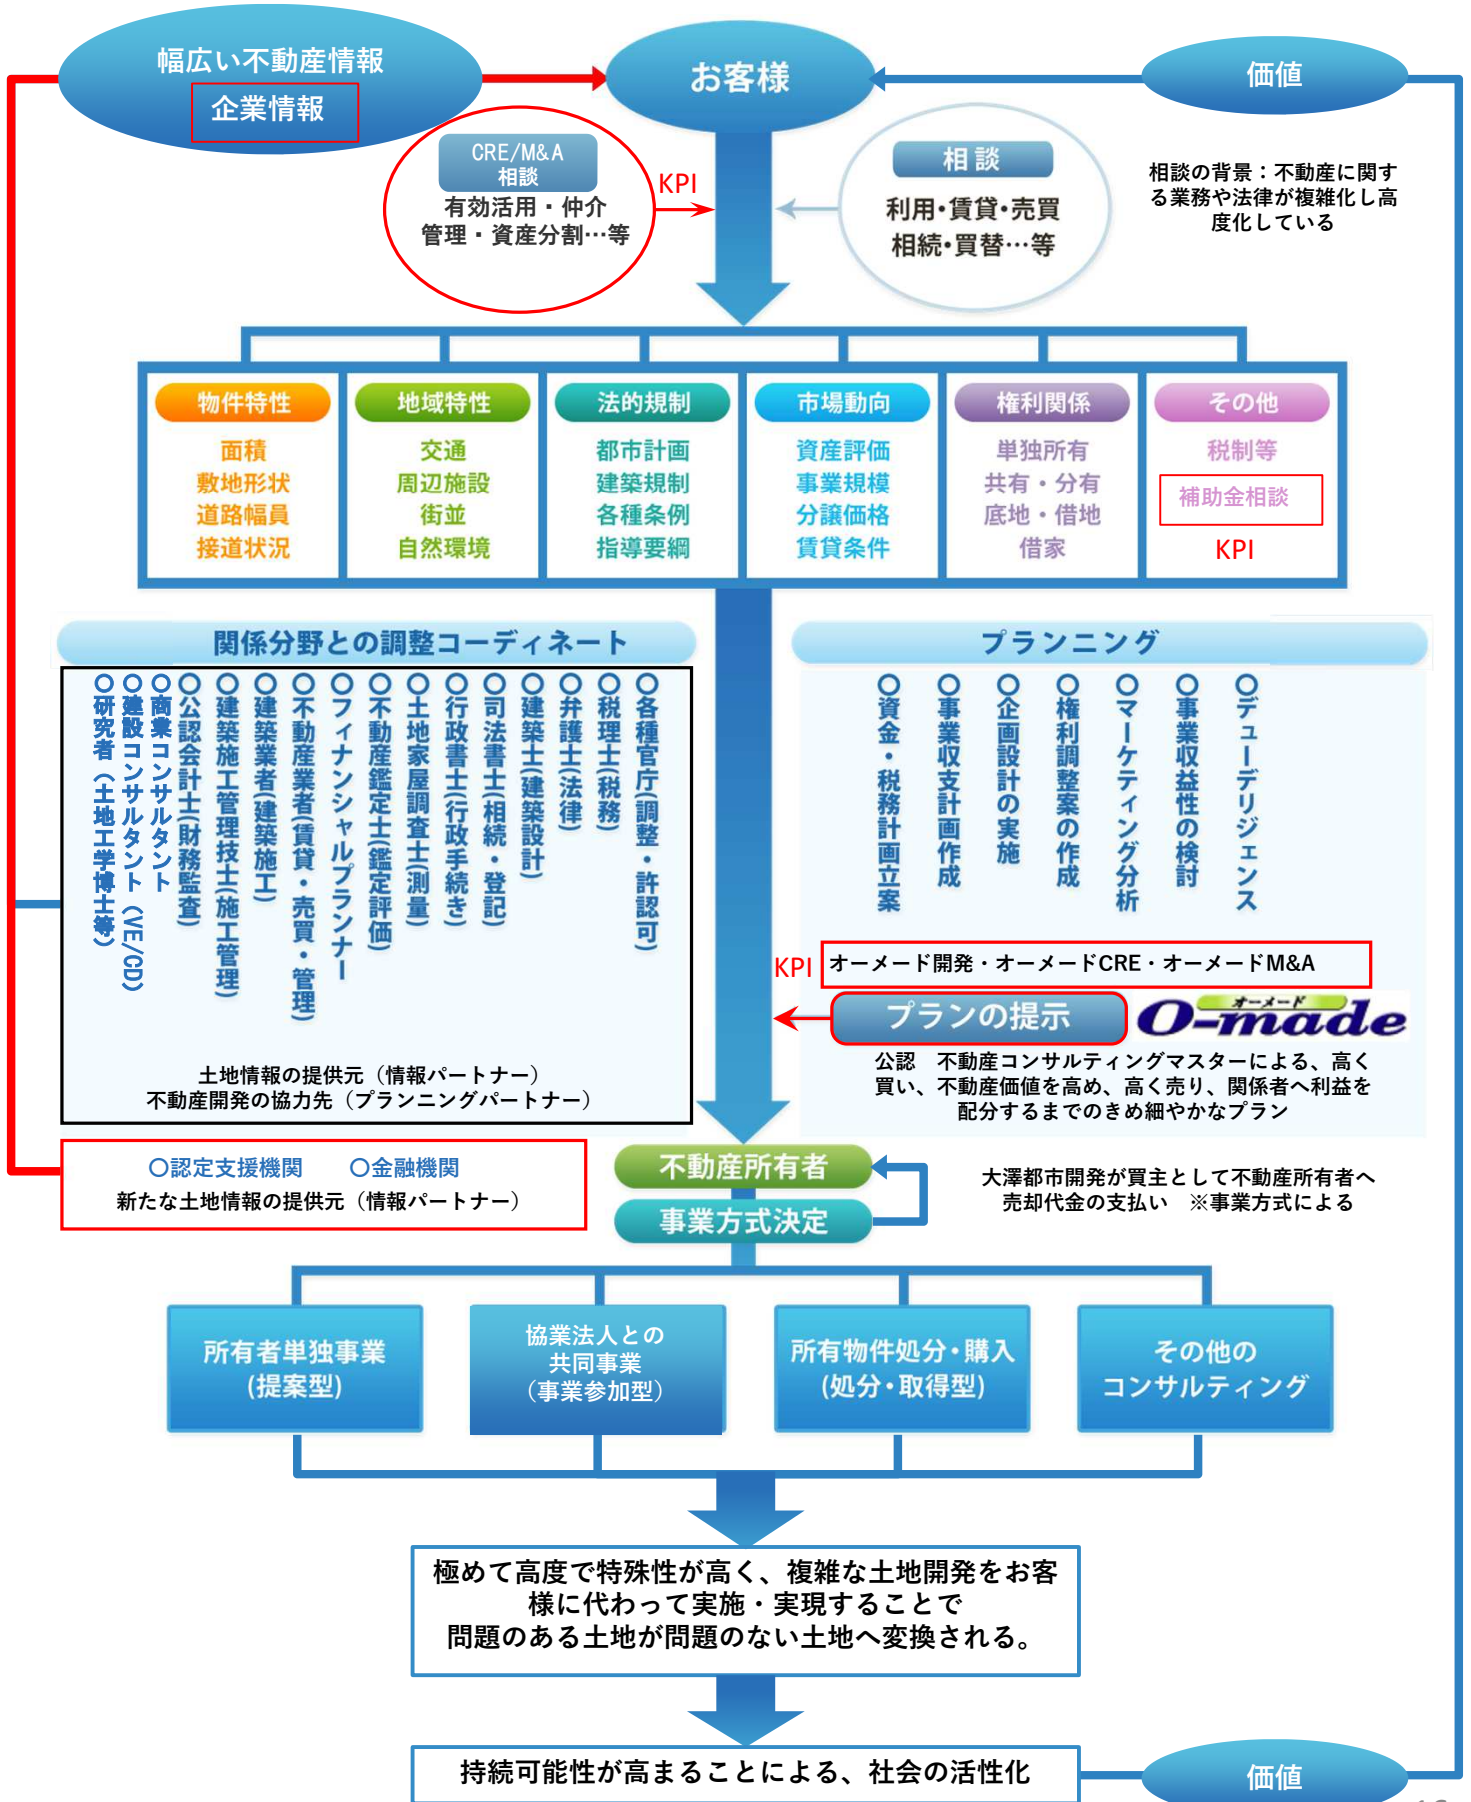 幅広い不動産情報
企業情報
お客様
価値
CRE/M&A
相談
有効活用・仲介
管理・資産分割…等
KPI
相談
利用・賃貸・売買
相続・買替…等
相談の背景：不動産に関す
る業務や法律が複雑化し高
度化している
物件特性
面積
敷地形状
道路幅員
接道状況
地域特性
交通
周辺施設
街並
自然環境
法的規制
都市計画
建築規制
各種条例
指導要綱
市場動向
資産評価
事業規模
分譲価格
賃貸条件
権利関係
単独所有
共有・分有
底地・借地
借家
その他
税制等
補助金相談
KPI
関係分野との調整コーディネート
〇研究者（土地工学博士等）
〇建設コンサルタント（VE/CD）
〇商業コンサルタント
〇公認会計士(財務監査)
〇建築施工管理技士(施工管理)
〇建築業者(建築施工)
〇不動産業者(賃貸・売買・管理)
〇フィナンシャルプランナー
〇不動産鑑定士(鑑定評価)
〇土地家屋調査士(測量)
〇行政書士(行政手続き)
〇司法書士(相続・登記)
〇建築士(建築設計)
〇弁護士(法律)
〇税理士(税務)
〇各種官庁(調整・許認可)
土地情報の提供元（情報パートナー）
不動産開発の協力先（プランニングパートナー）
プランニング
〇資金・税務計画立案
〇事業収支計画作成
〇企画設計の実施
〇権利調整案の作成
〇マーケティング分析
〇事業収益性の検討
〇デューデリジェンス
KPI
オーメード開発・オーメードCRE・オーメードM&A
プランの提示
オーメード
O-made
公認　不動産コンサルティングマスターによる、高く
買い、不動産価値を高め、高く売り、関係者へ利益を
配分するまでのきめ細やかなプラン
〇認定支援機関　〇金融機関
新たな土地情報の提供元（情報パートナー）
不動産所有者
事業方式決定
大澤都市開発が買主として不動産所有者へ
売却代金の支払い　※事業方式による
所有者単独事業
(提案型)
協業法人との
共同事業
（事業参加型）
所有物件処分・購入
(処分・取得型)
その他の
コンサルティング
極めて高度で特殊性が高く、複雑な土地開発をお客
様に代わって実施・実現することで
問題のある土地が問題のない土地へ変換される。
持続可能性が高まることによる、社会の活性化
価値